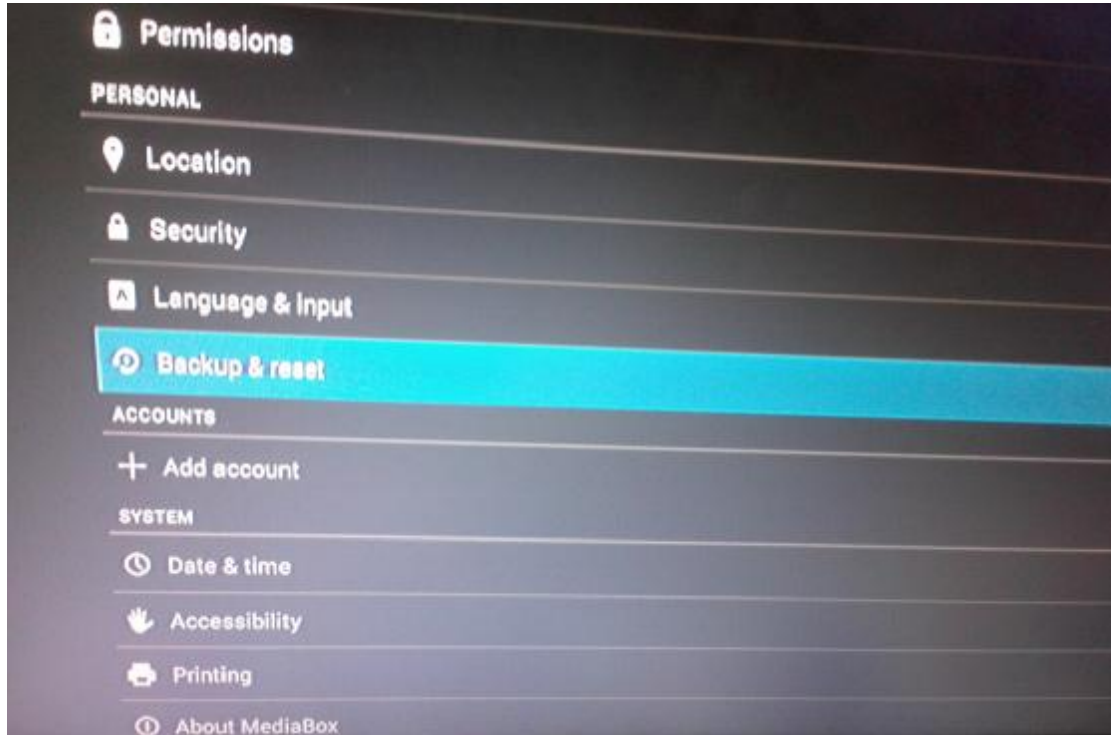 Permissions
PERSONAL
Location
Security
Language & input
Backup & reset
ACCOUNTS
Add account
SYSTEM
Date & time
Accessibility
Printing
About MediaBox